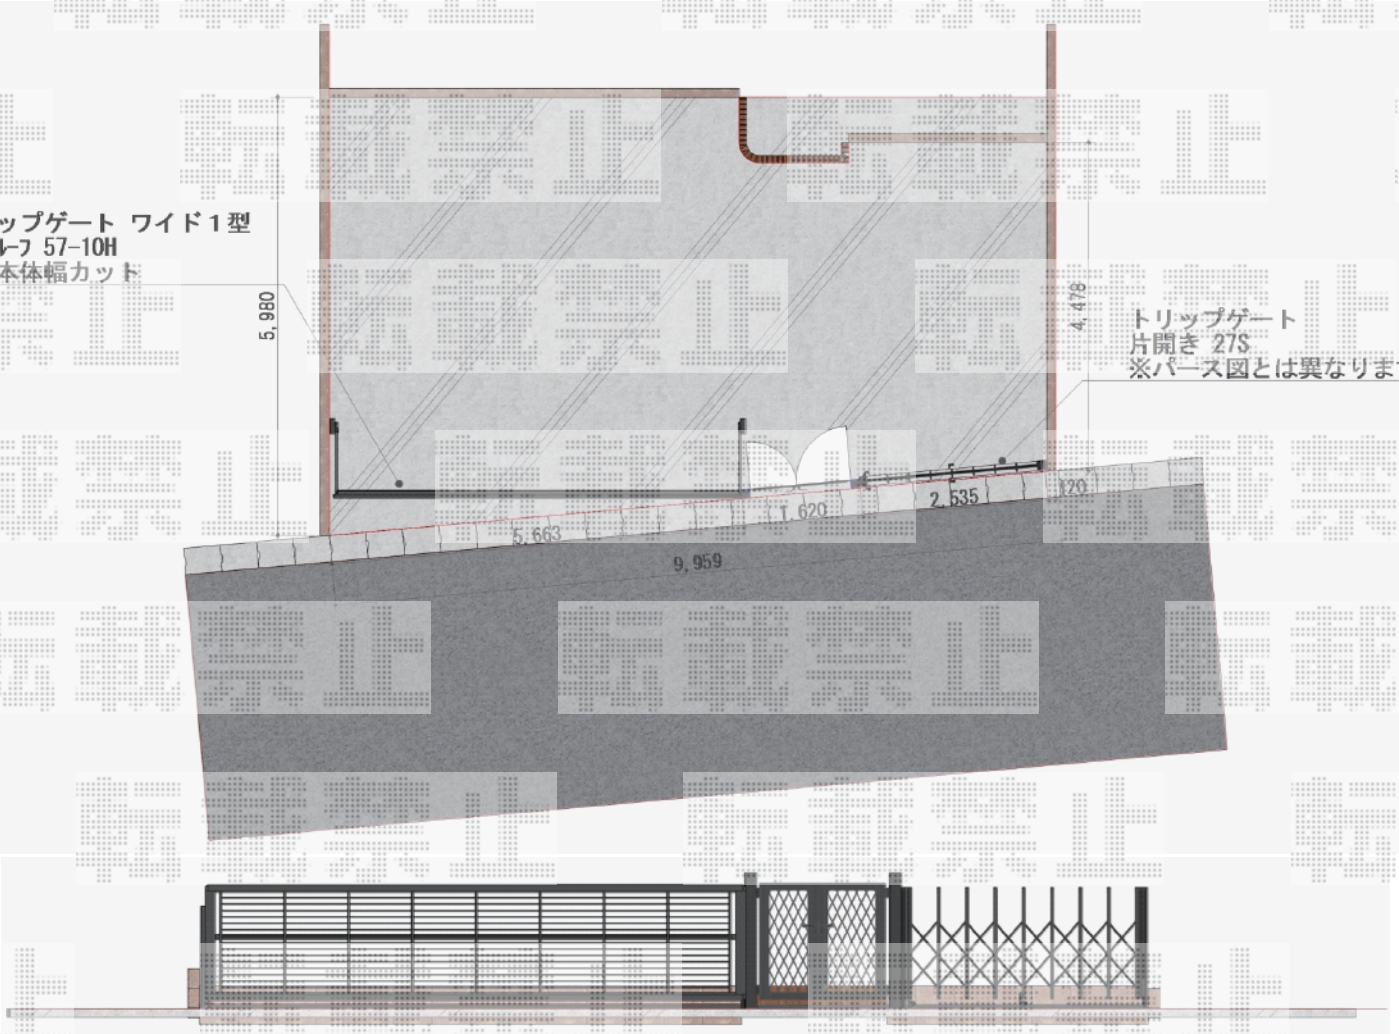 ップゲート ワイド1型
ルーフ 57-10H
本体幅カット
5,980
4,478
トリップゲート
片開き 27S
※パース図とは異なりま
5,663
1,620
2,535
120
9,959
転載禁止